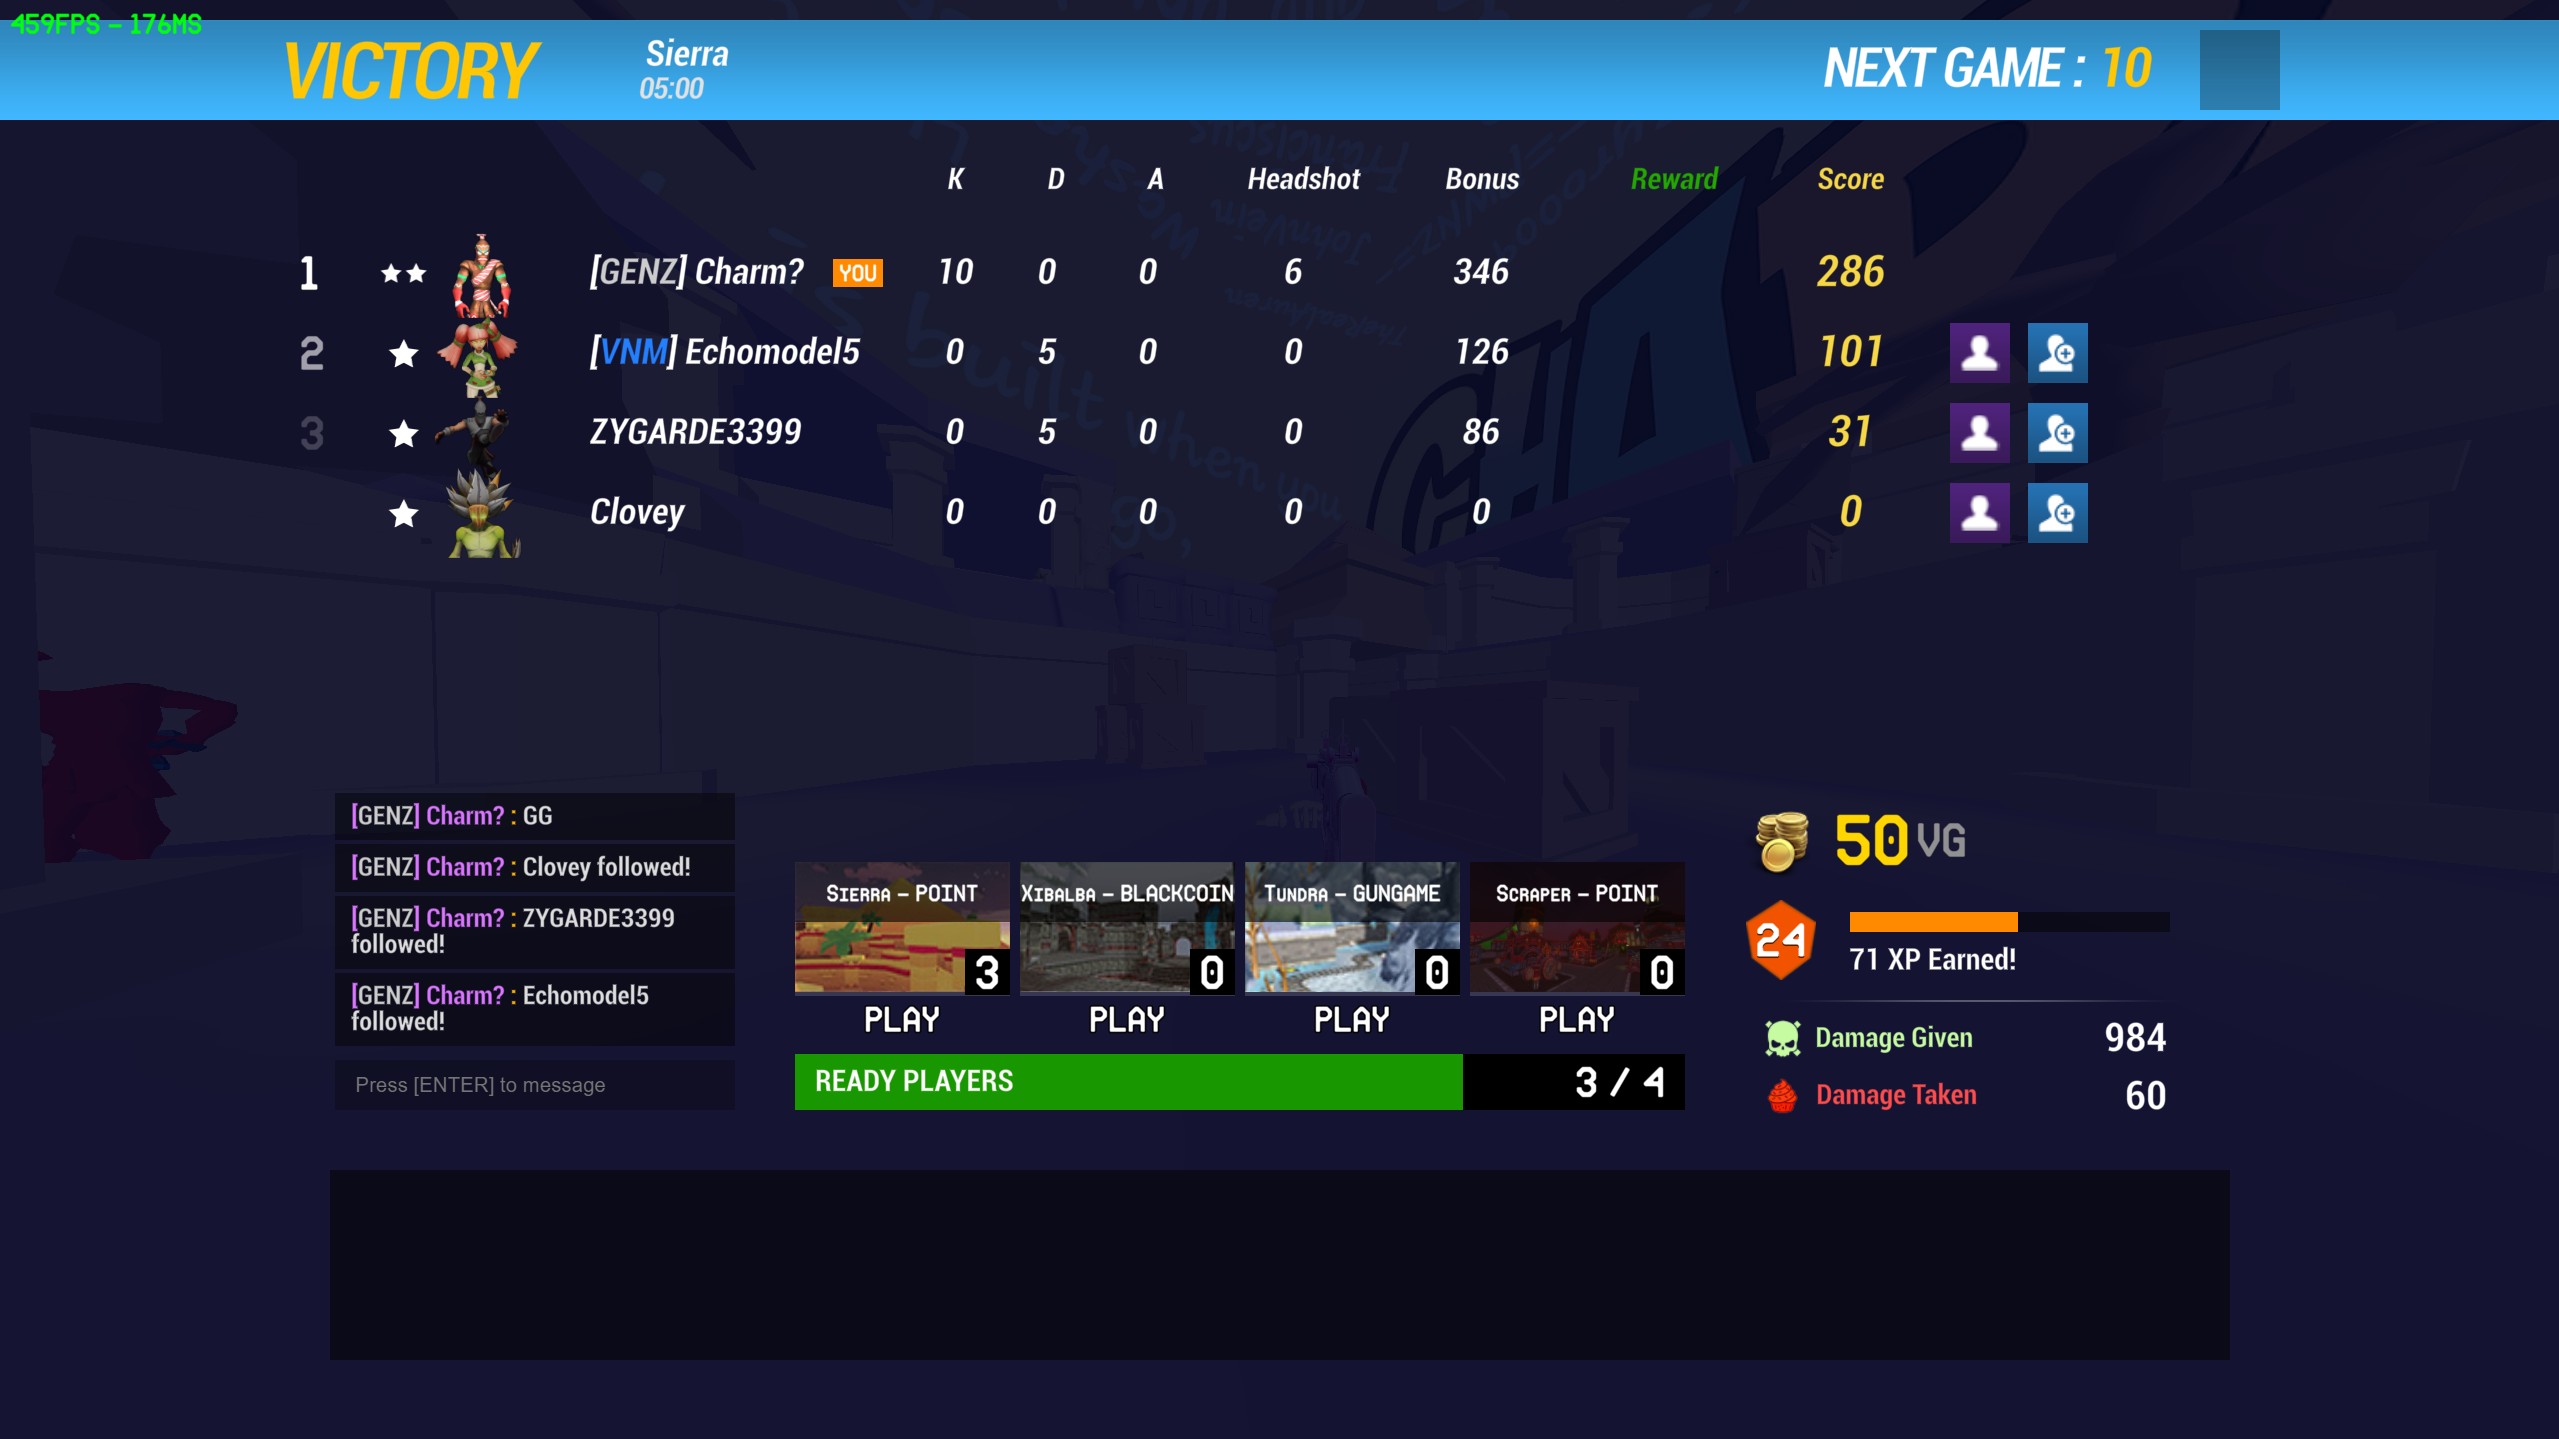 459FPS - 176MS
VICTORY
Sierra
05:00
NEXT GAME : 10
K D A Headshot Bonus Reward Score
1 [GENZ] Charm? YOU 10 0 0 6 346 286
2 [VNM] Echomodel5 0 5 0 0 126 101
3 ZYGARDE3399 0 5 0 0 86 31
Clovey 0 0 0 0 0 0
[GENZ] Charm? : GG
[GENZ] Charm? : Clovey followed!
[GENZ] Charm? : ZYGARDE3399
followed!
[GENZ] Charm? : Echomodel5
followed!
Press [ENTER] to message
SIERRA - POINT
3
PLAY
XIBALBA - BLACKCOIN
0
PLAY
TUNDRA - GUNGAME
0
PLAY
SCRAPER - POINT
0
PLAY
READY PLAYERS 3 / 4
50 VG
24
71 XP Earned!
Damage Given 984
Damage Taken 60
built when you
go,
CHA